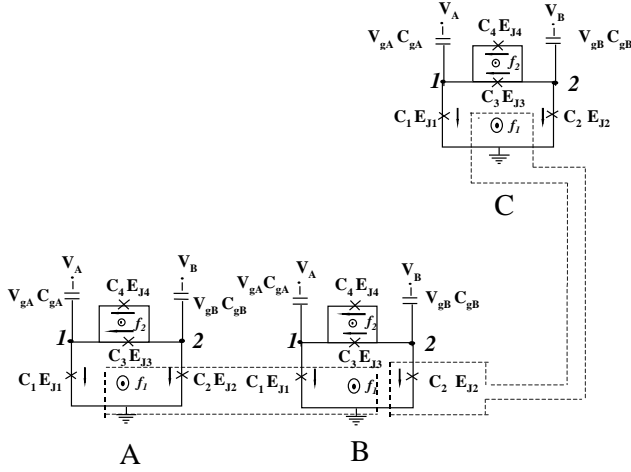 V_A V_B
C_4 E_J4
V_gA C_gA V_gB C_gB
f_2
1 2
C_3 E_J3
C_1 E_J1 C_2 E_J2
f_1
C
V_A V_B V_A V_B
C_4 E_J4 V_gA C_gA C_4 E_J4
V_gA C_gA V_gB C_gB V_gB C_gB
f_2 f_2
1 2 1 2
C_3 E_J3 C_3 E_J3
C_1 E_J1 C_2 E_J2 C_1 E_J1 C_2 E_J2
f_1 f_1
A B